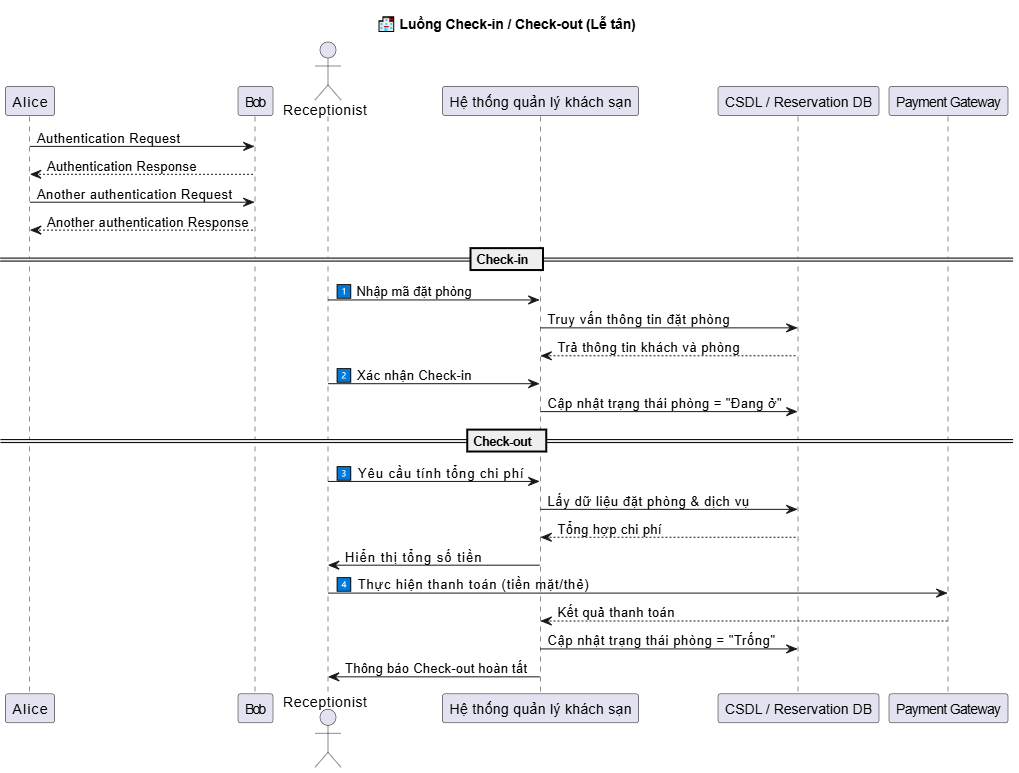 🏨 Luồng Check-in / Check-out (Lễ tân)
Alice
Bob
Receptionist
Hệ thống quản lý khách sạn
CSDL / Reservation DB
Payment Gateway
Authentication Request
Authentication Response
Another authentication Request
Another authentication Response
Check-in
1️⃣ Nhập mã đặt phòng
Truy vấn thông tin đặt phòng
Trả thông tin khách và phòng
2️⃣ Xác nhận Check-in
Cập nhật trạng thái phòng = "Đang ở"
Check-out
3️⃣ Yêu cầu tính tổng chi phí
Lấy dữ liệu đặt phòng & dịch vụ
Tổng hợp chi phí
Hiển thị tổng số tiền
4️⃣ Thực hiện thanh toán (tiền mặt/thẻ)
Kết quả thanh toán
Cập nhật trạng thái phòng = "Trống"
Thông báo Check-out hoàn tất
Alice
Bob
Receptionist
Hệ thống quản lý khách sạn
CSDL / Reservation DB
Payment Gateway